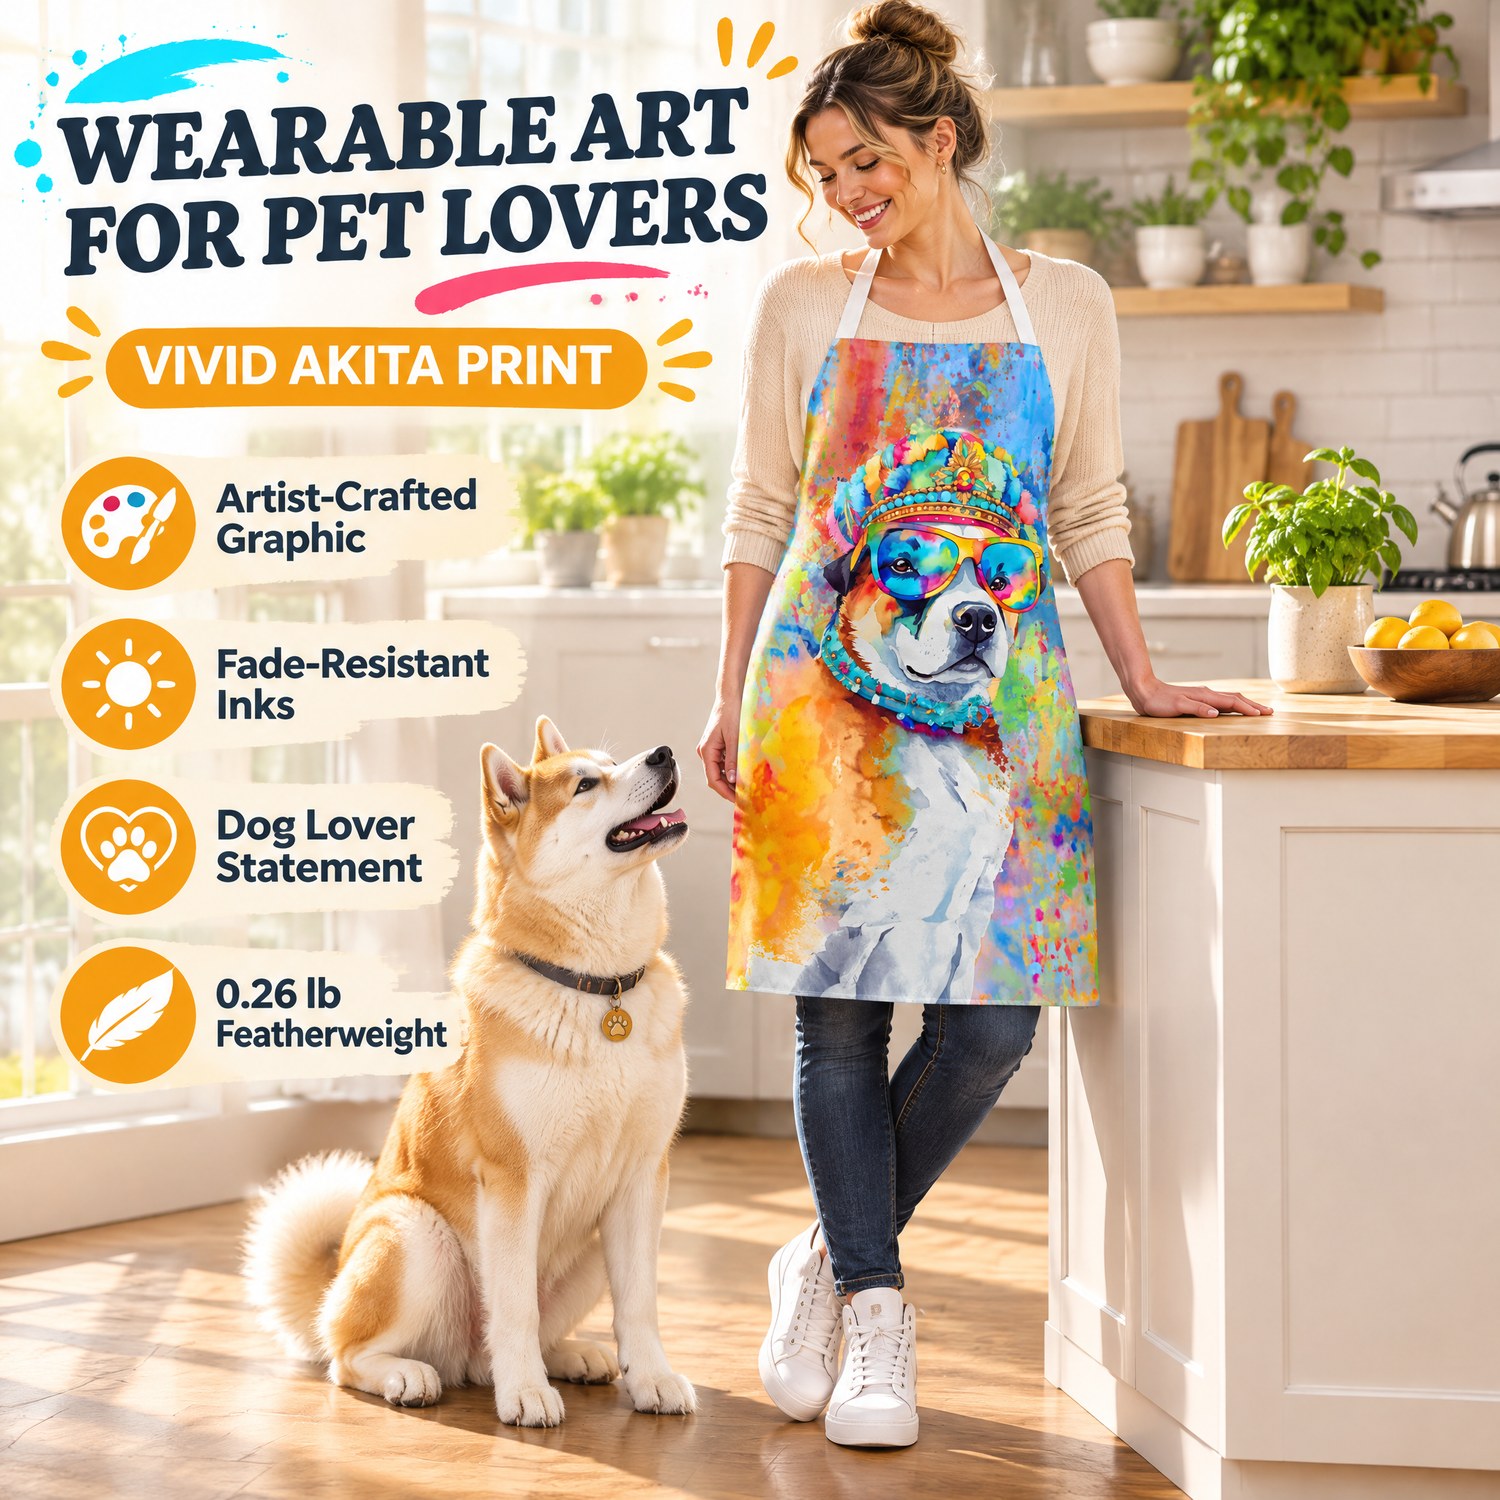 WEARABLE ART
FOR PET LOVERS
VIVID AKITA PRINT
Artist-Crafted
Graphic
Fade-Resistant
Inks
Dog Lover
Statement
0.26 lb
Featherweight